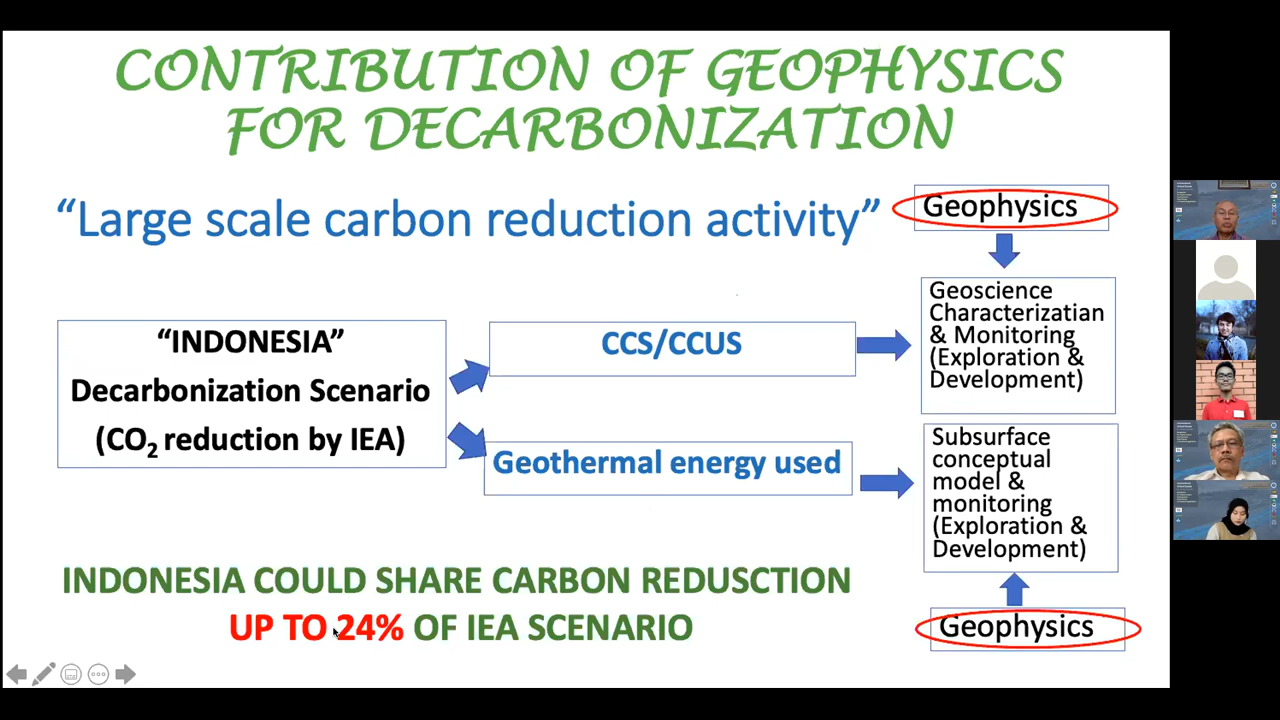 CONTRIBUTION OF GEOPHYSICS
FOR DECARBONIZATION
“Large scale carbon reduction activity”
Geophysics
“INDONESIA”
Decarbonization Scenario
(CO₂ reduction by IEA)
CCS/CCUS
Geoscience
Characterization
& Monitoring
(Exploration &
Development)
Geothermal energy used
Subsurface
conceptual
model &
monitoring
(Exploration &
Development)
Geophysics
INDONESIA COULD SHARE CARBON REDUSCTION
UP TO 24% OF IEA SCENARIO